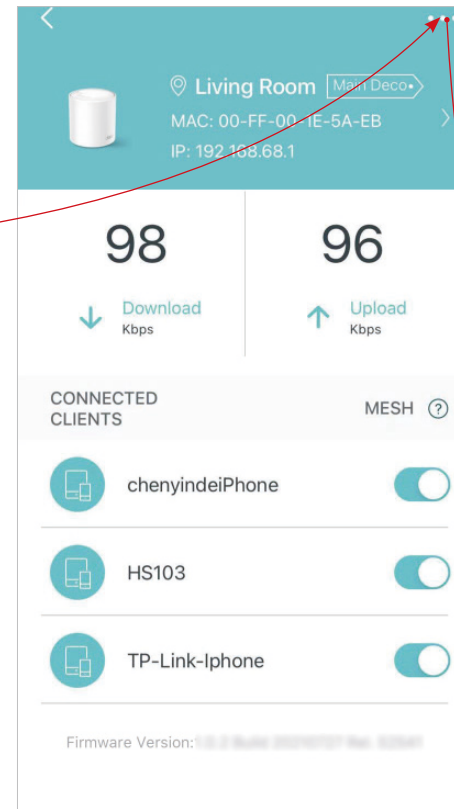 Living Room Main Deco
MAC: 00-FF-00-1E-5A-EB
IP: 192.168.68.1
98 96
Download Upload
Kbps Kbps
CONNECTED
CLIENTS
MESH ?
chenyindeiPhone
HS103
TP-Link-Iphone
Firmware Version: